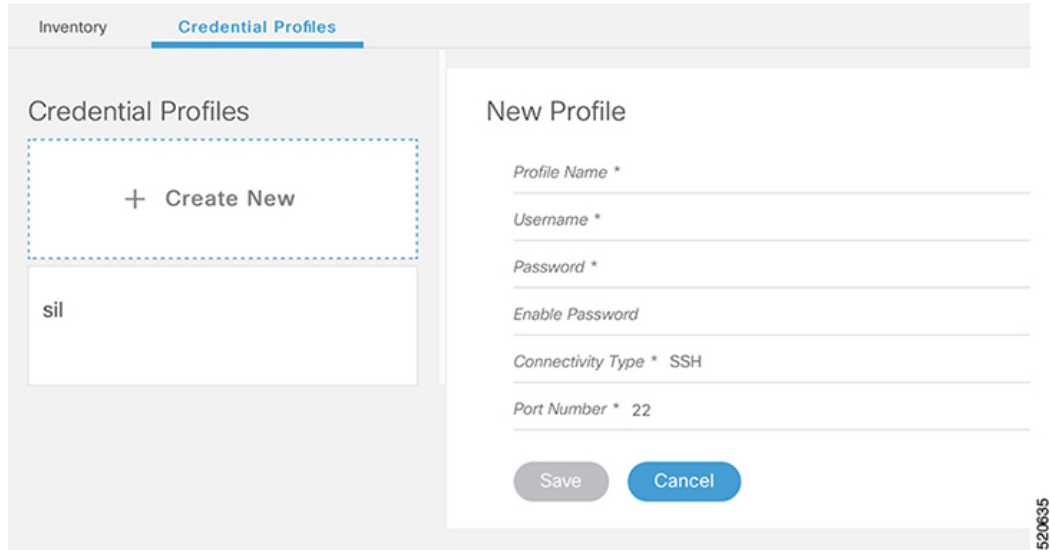 Inventory Credential Profiles
Credential Profiles
+ Create New
sil
New Profile
Profile Name *
Username *
Password *
Enable Password
Connectivity Type * SSH
Port Number * 22
Save Cancel
520635